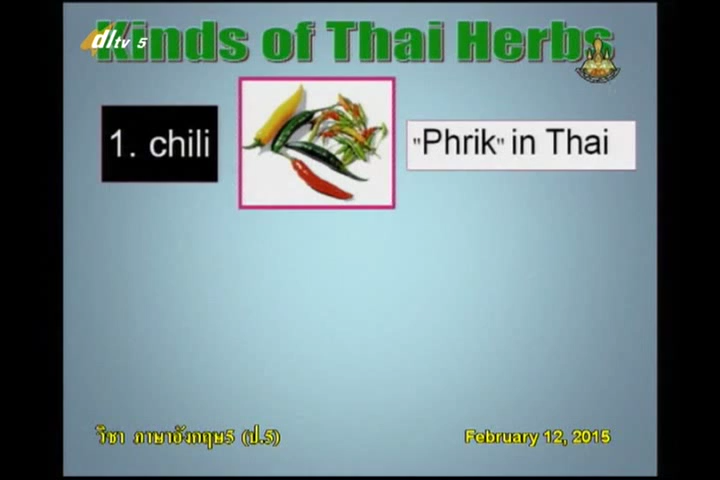 Kinds of Thai Herbs
dltv 5
1. chili
"Phrik" in Thai
วิชา ภาษาอังกฤษ5 (ป.5)
February 12, 2015